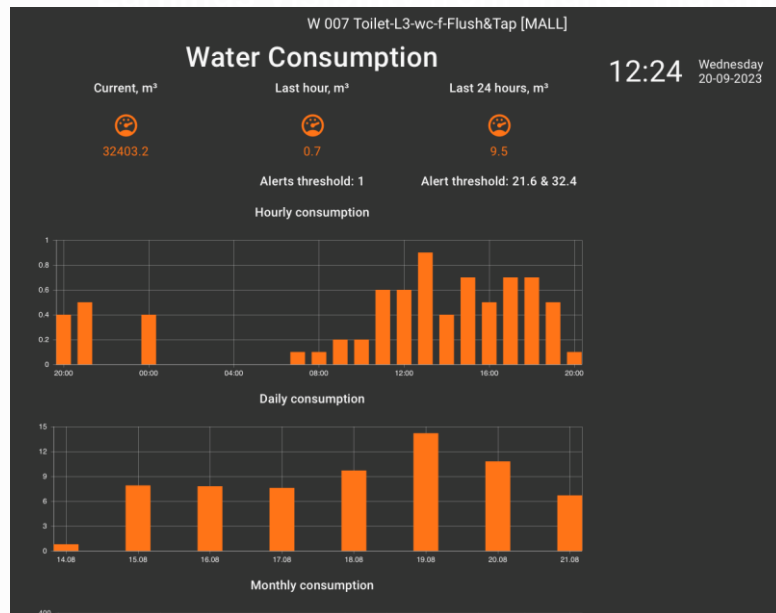 W 007 Toilet-L3-wc-f-Flush&Tap [MALL]
Water Consumption
12:24
Wednesday
20-09-2023
Current, m³
Last hour, m³
Last 24 hours, m³
32403.2
0.7
9.5
Alerts threshold: 1
Alert threshold: 21.6 & 32.4
Hourly consumption
1
0.8
0.6
0.4
0.2
0
20:00 00:00 04:00 08:00 12:00 16:00 20:00
Daily consumption
15
12
9
6
3
0
14.08 15.08 16.08 17.08 18.08 19.08 20.08 21.08
Monthly consumption
400